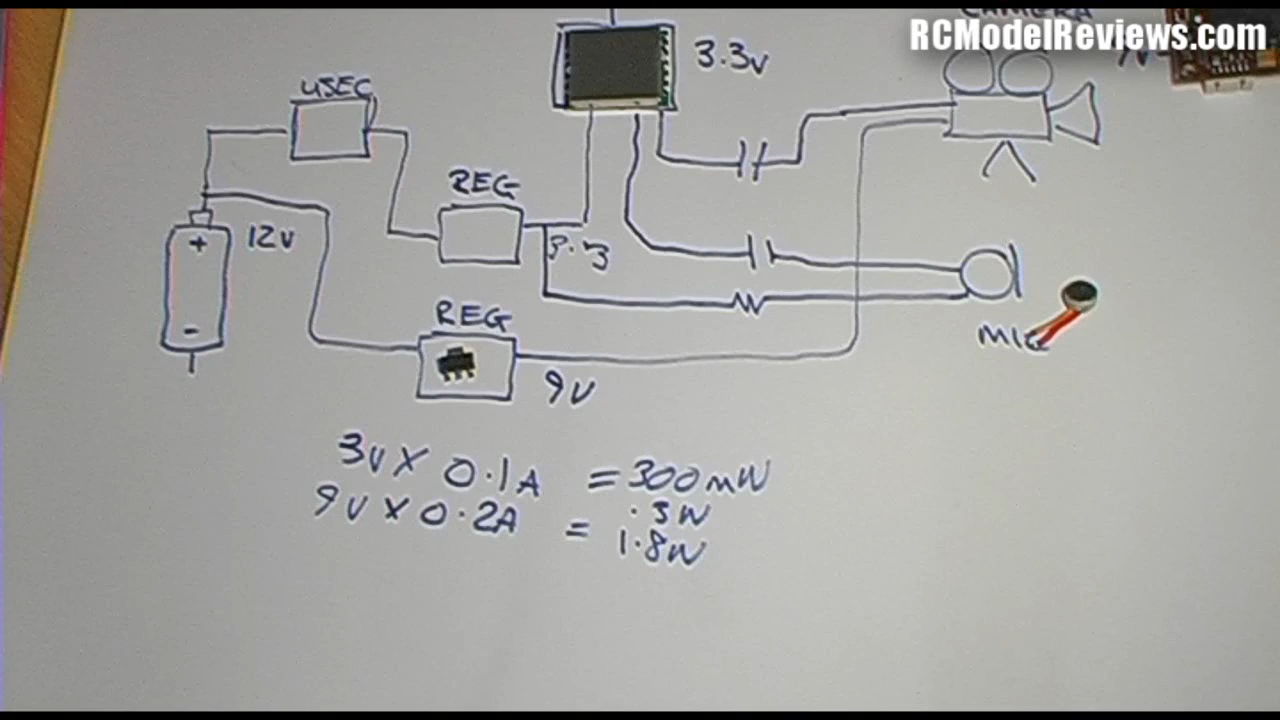 RCModelReviews.com
CAMERA
3.3v
USEC
REG
12v
+
3.3
-
REG
MIC
9V
3v X 0.1A = 300mW
.3W
9V X 0.2A = 1.8W